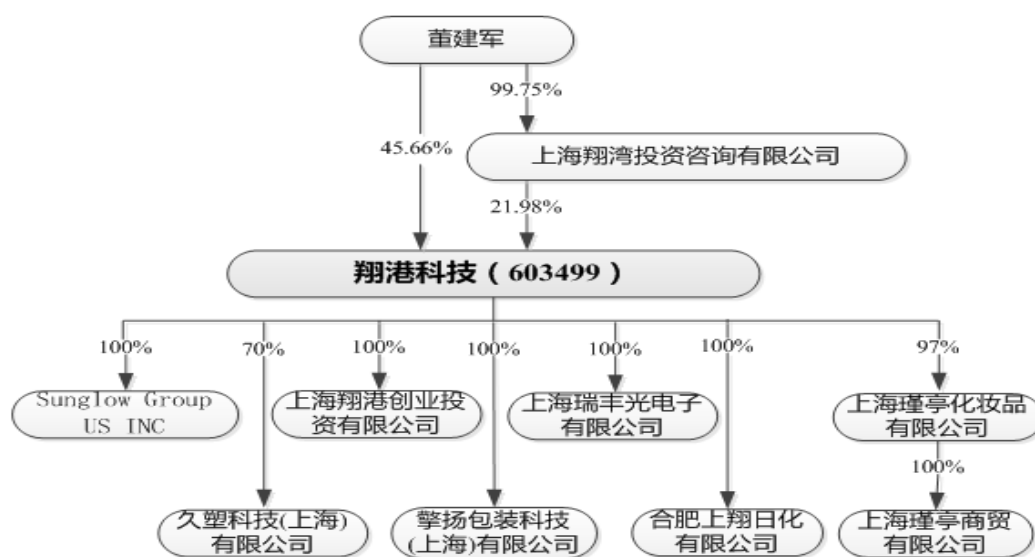 董建军
99.75%
45.66%
上海翔湾投资咨询有限公司
21.98%
翔港科技（603499）
100%
70%
100%
100%
100%
100%
97%
Sunglow Group
US INC
上海翔港创业投
资有限公司
上海瑞丰光电子
有限公司
上海瑾亭化妆品
有限公司
100%
久塑科技(上海)
有限公司
擎扬包装科技
(上海)有限公司
合肥上翔日化
有限公司
上海瑾亭商贸
有限公司